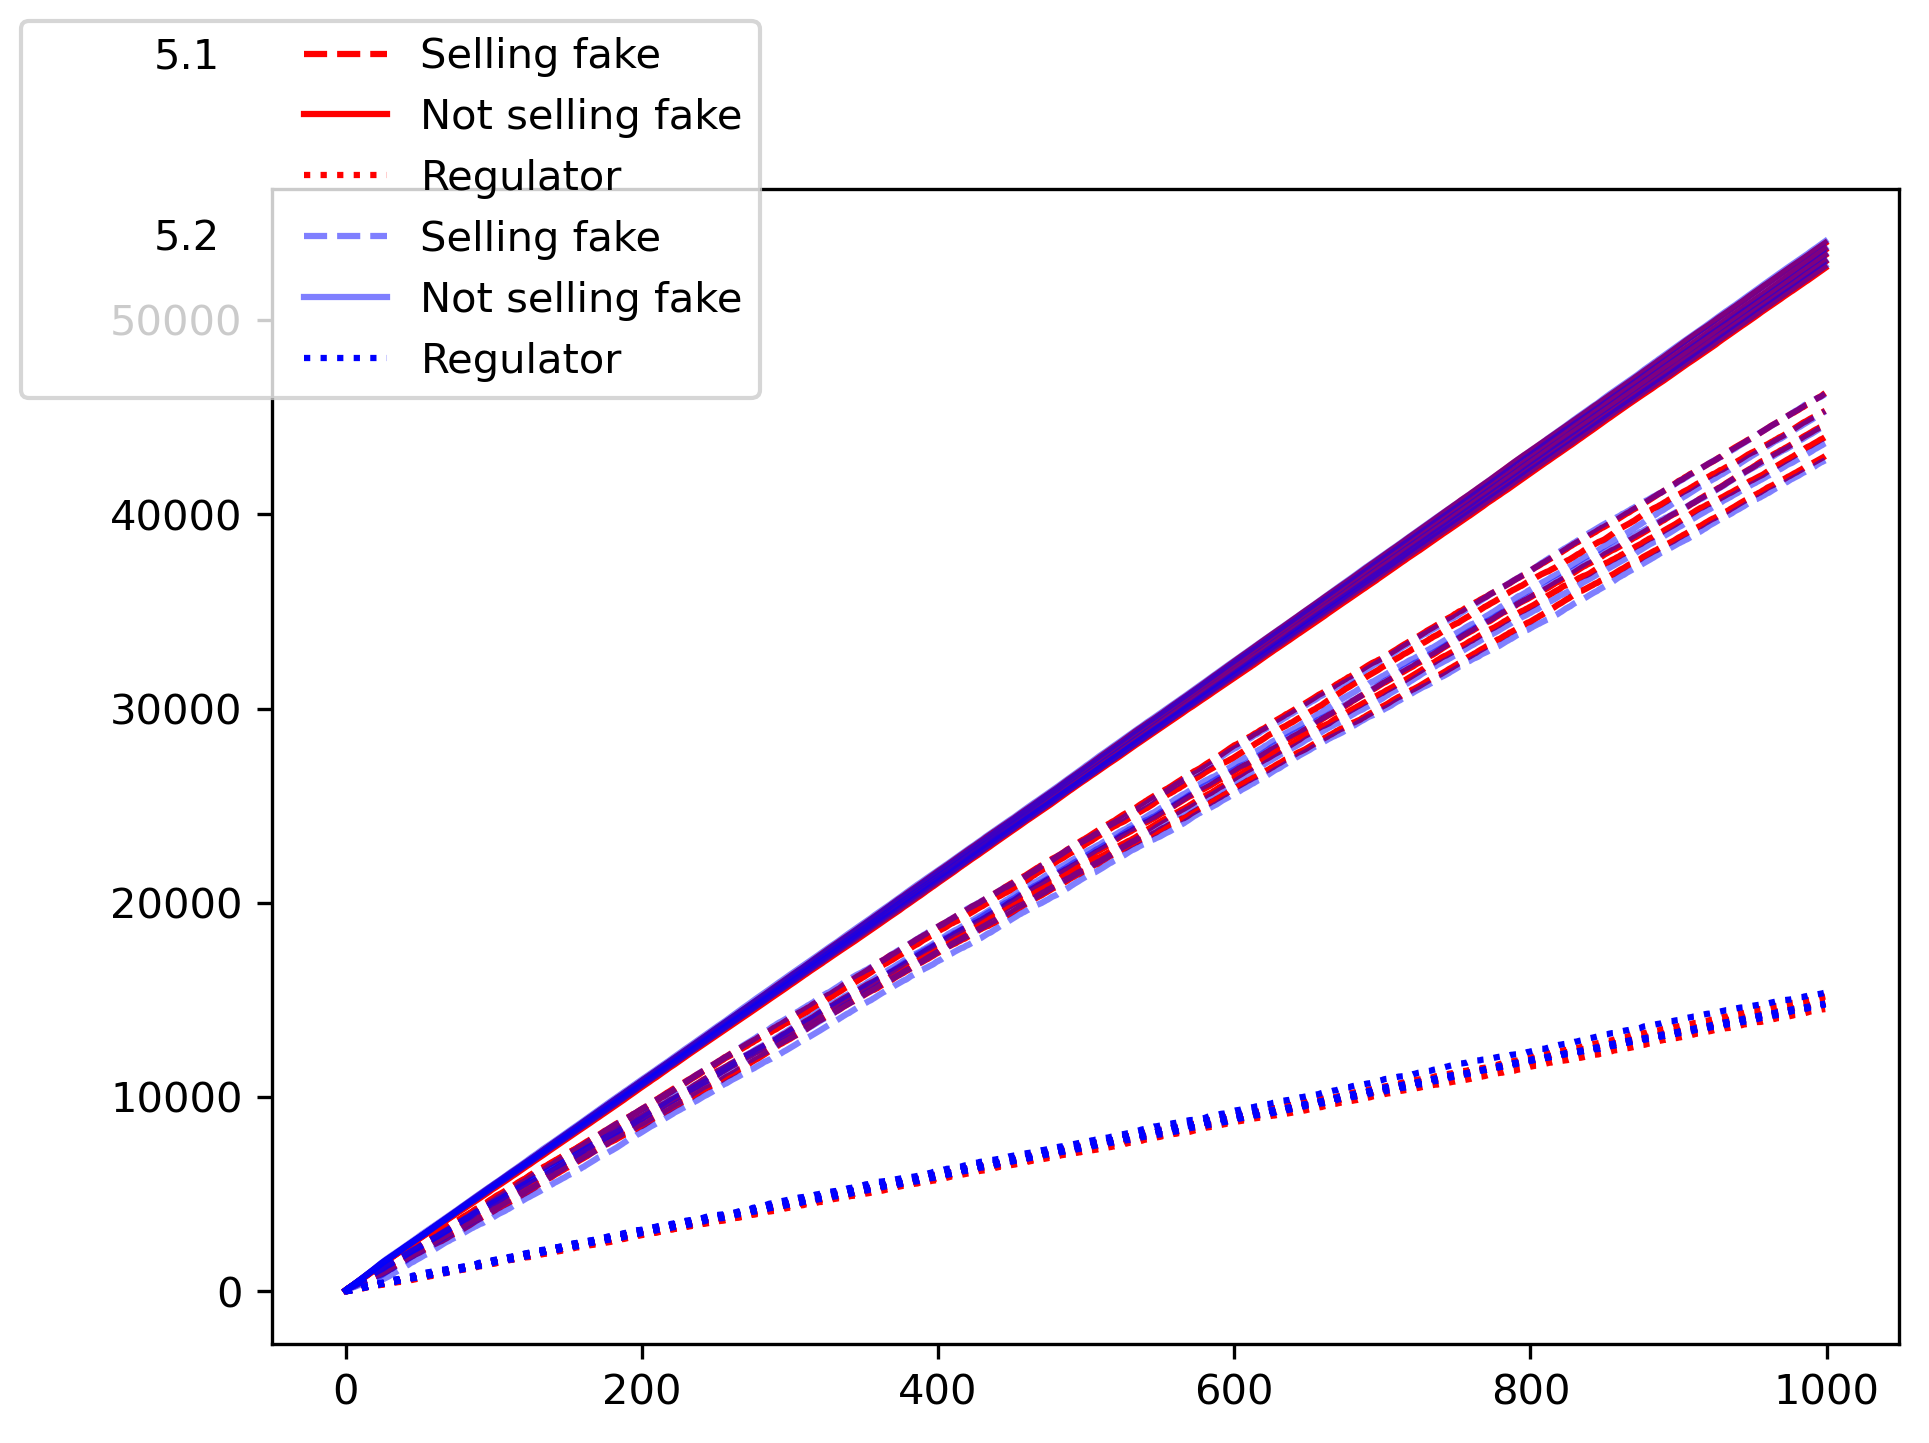 5.1 Selling fake
Not selling fake
Regulator
5.2 Selling fake
Not selling fake
Regulator
50000
40000
30000
20000
10000
0
0 200 400 600 800 1000